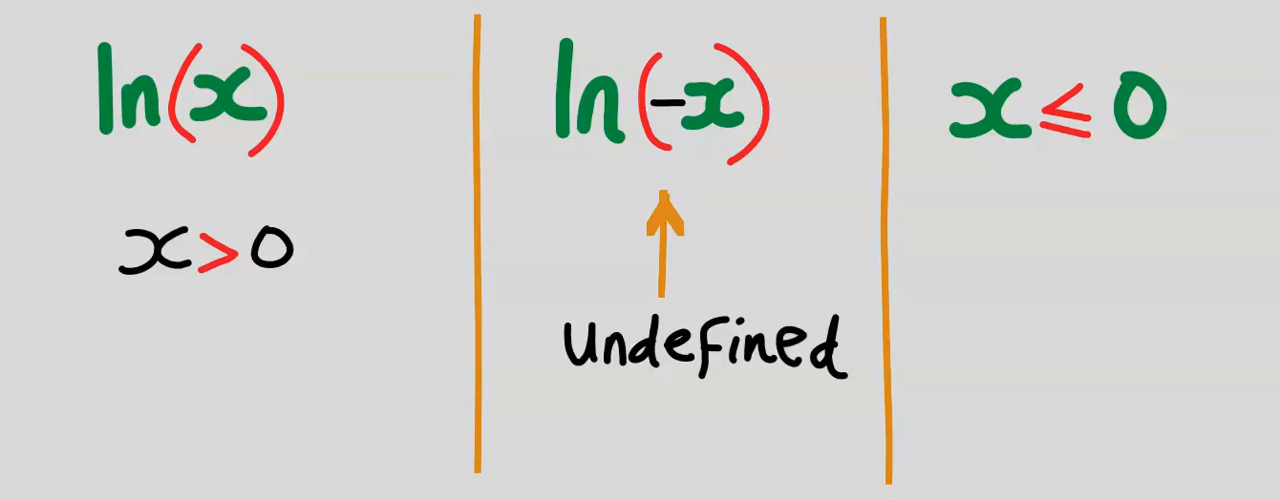 ln(x)
x > 0
ln(-x)
undefined
x ≤ 0